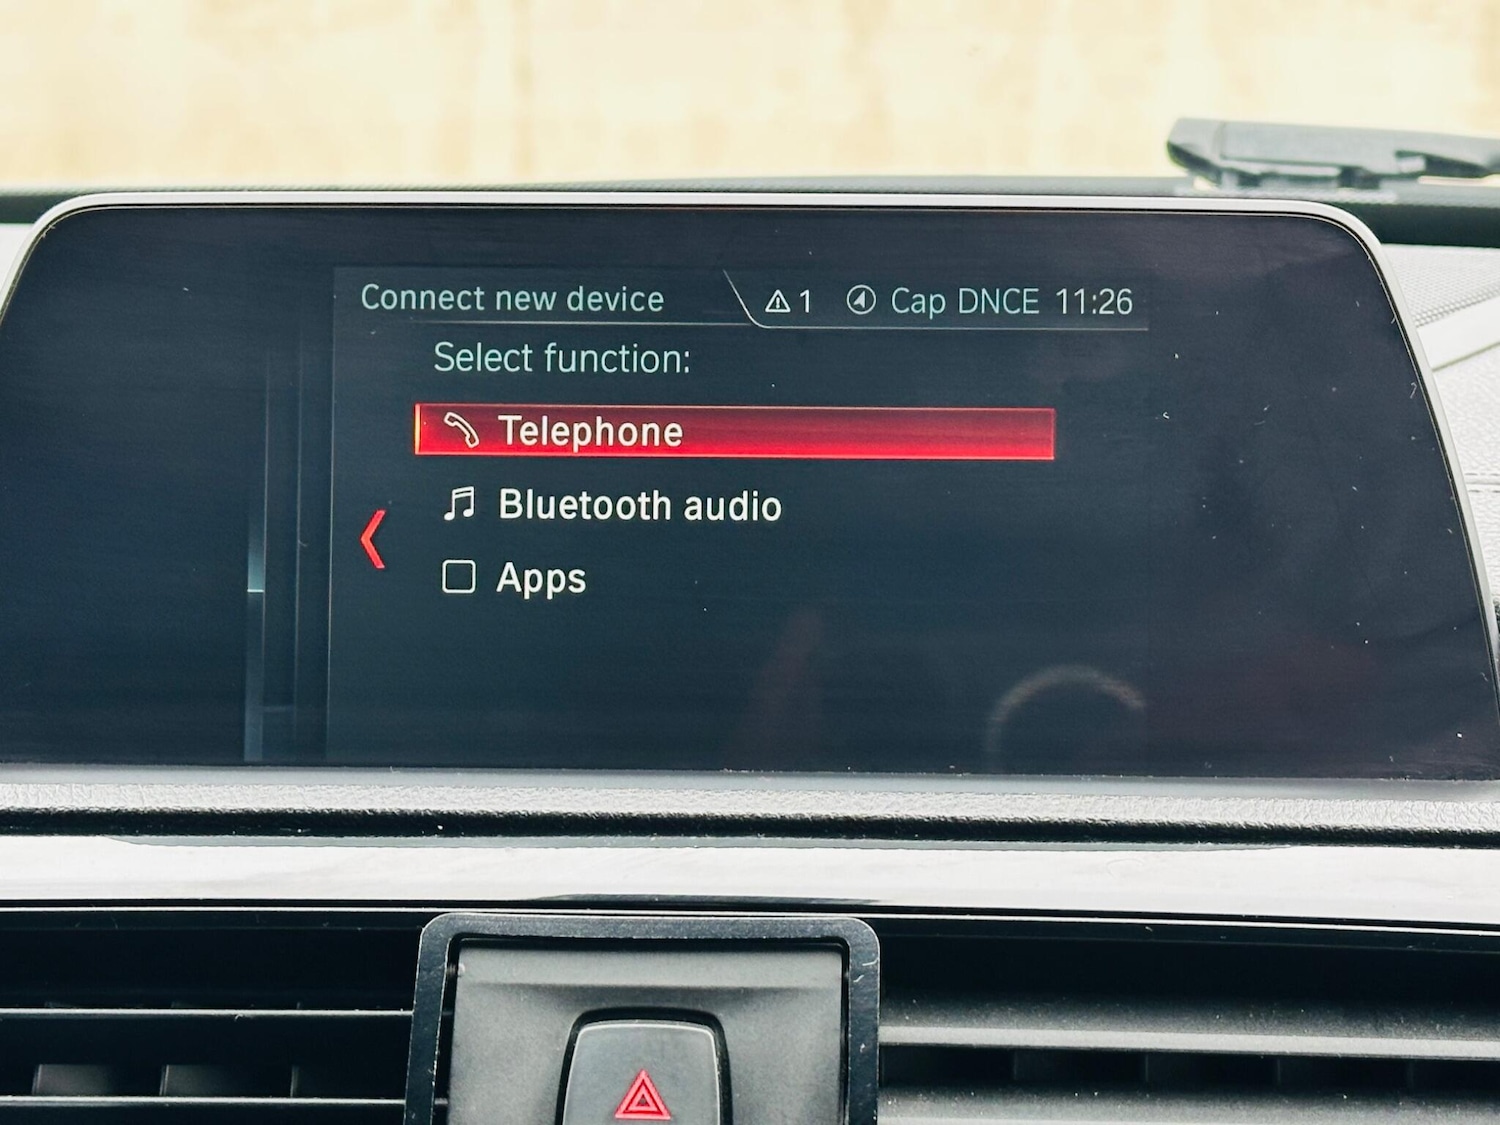 Connect new device
1 Cap DNCE 11:26
Select function:
Telephone
Bluetooth audio
Apps